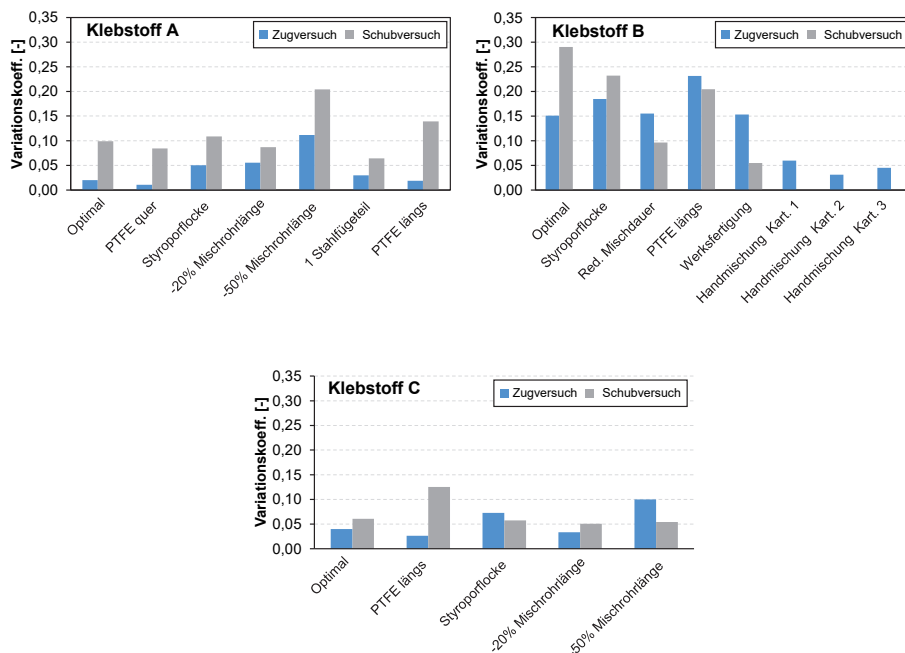 Klebstoff A
Zugversuch
Schubversuch
Variationskoeff. [-]
0,35
0,30
0,25
0,20
0,15
0,10
0,05
0,00
Optimal
PTFE quer
Styroporflocke
-20% Mischrohrlänge
-50% Mischrohrlänge
1 Stahlfügeteil
PTFE längs
Klebstoff B
Zugversuch
Schubversuch
Variationskoeff. [-]
0,35
0,30
0,25
0,20
0,15
0,10
0,05
0,00
Optimal
Styroporflocke
Red. Mischdauer
PTFE längs
Werksfertigung
Handmischung Kart. 1
Handmischung Kart. 2
Handmischung Kart. 3
Klebstoff C
Zugversuch
Schubversuch
Variationskoeff. [-]
0,35
0,30
0,25
0,20
0,15
0,10
0,05
0,00
Optimal
PTFE längs
Styroporflocke
-20% Mischrohrlänge
-50% Mischrohrlänge